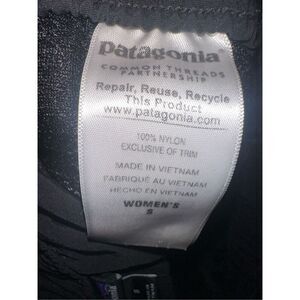 patagonia
COMMON THREADS
PARTNERSHIP
Repair, Reuse, Recycle
This Product
www.patagonia.com
100% NYLON
EXCLUSIVE OF TRIM
MADE IN VIETNAM
FABRIQUÉ AU VIETNAM
HECHO EN VIETNAM
WOMEN'S
S